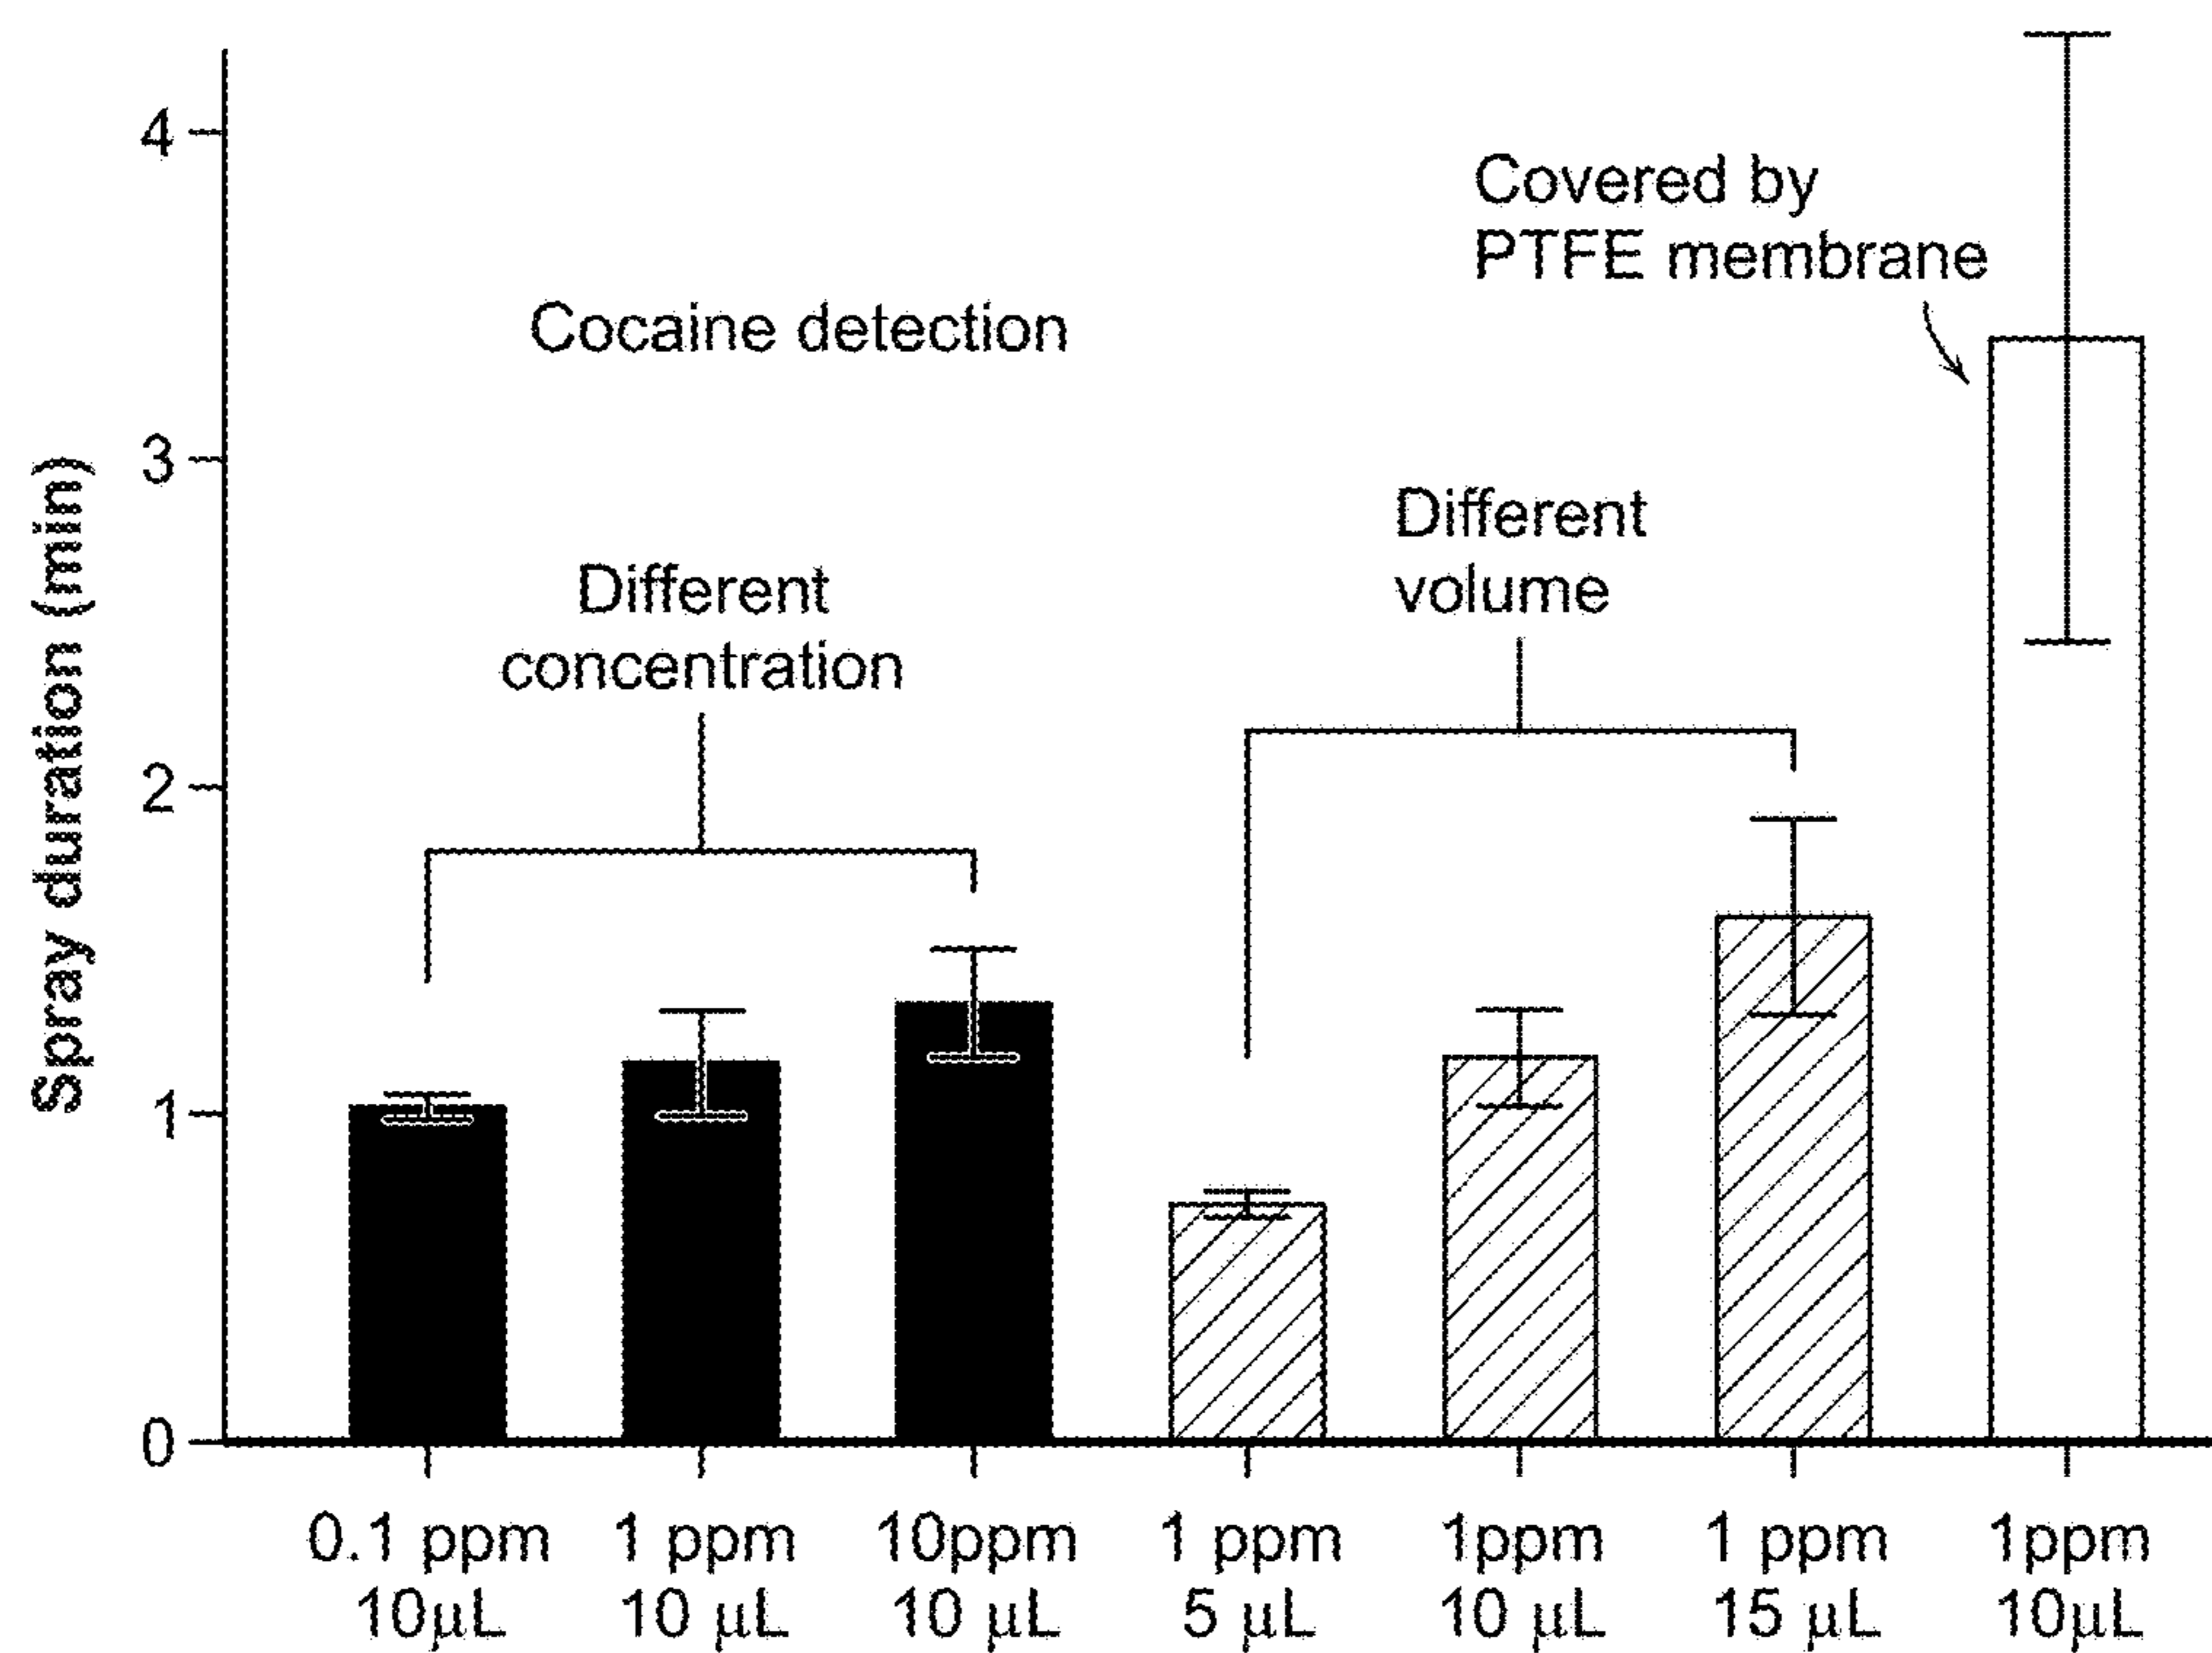 Spray duration (min)
4
3
2
1
0
Cocaine detection
Different
concentration
Different
volume
Covered by
PTFE membrane
0.1 ppm
10μL
1 ppm
10 μL
10ppm
10 μL
1 ppm
5 μL
1ppm
10 μL
1 ppm
15 μL
1ppm
10μL